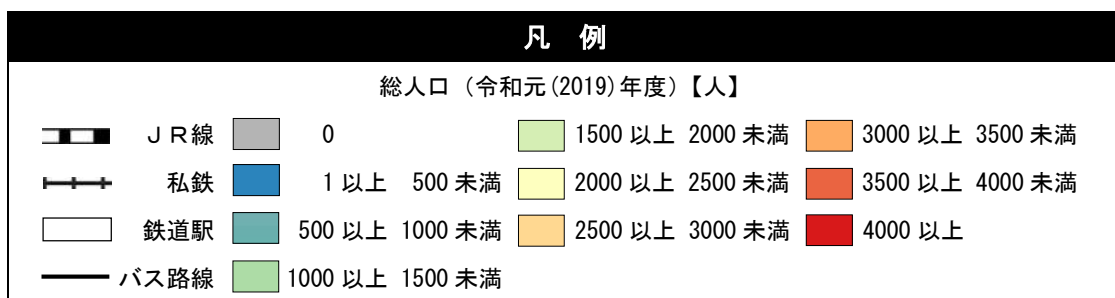 凡 例
総人口（令和元(2019)年度）【人】
ＪＲ線 0 1500 以上 2000 未満 3000 以上 3500 未満
私鉄 1 以上 500 未満 2000 以上 2500 未満 3500 以上 4000 未満
鉄道駅 500 以上 1000 未満 2500 以上 3000 未満 4000 以上
バス路線 1000 以上 1500 未満